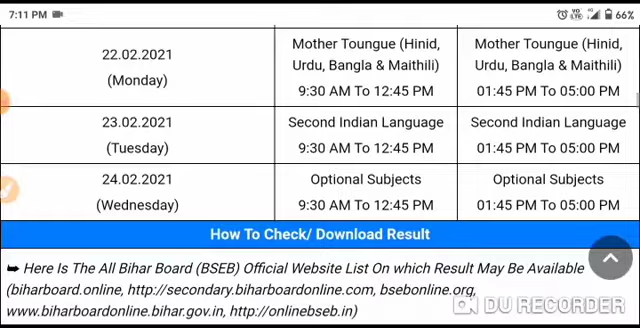 7:11 PM 66%
22.02.2021
(Monday)
Mother Toungue (Hinid,
Urdu, Bangla & Maithili)
9:30 AM To 12:45 PM
Mother Toungue (Hinid,
Urdu, Bangla & Maithili)
01:45 PM To 05:00 PM
23.02.2021
(Tuesday)
Second Indian Language
9:30 AM To 12:45 PM
Second Indian Language
01:45 PM To 05:00 PM
24.02.2021
(Wednesday)
Optional Subjects
9:30 AM To 12:45 PM
Optional Subjects
01:45 PM To 05:00 PM
How To Check/ Download Result
➥ Here Is The All Bihar Board (BSEB) Official Website List On which Result May Be Available
(biharboard.online, http://secondary.biharboardonline.com, bsebonline.org,
www.biharboardonline.bihar.gov.in, http://onlinebseb.in)
DU RECORDER